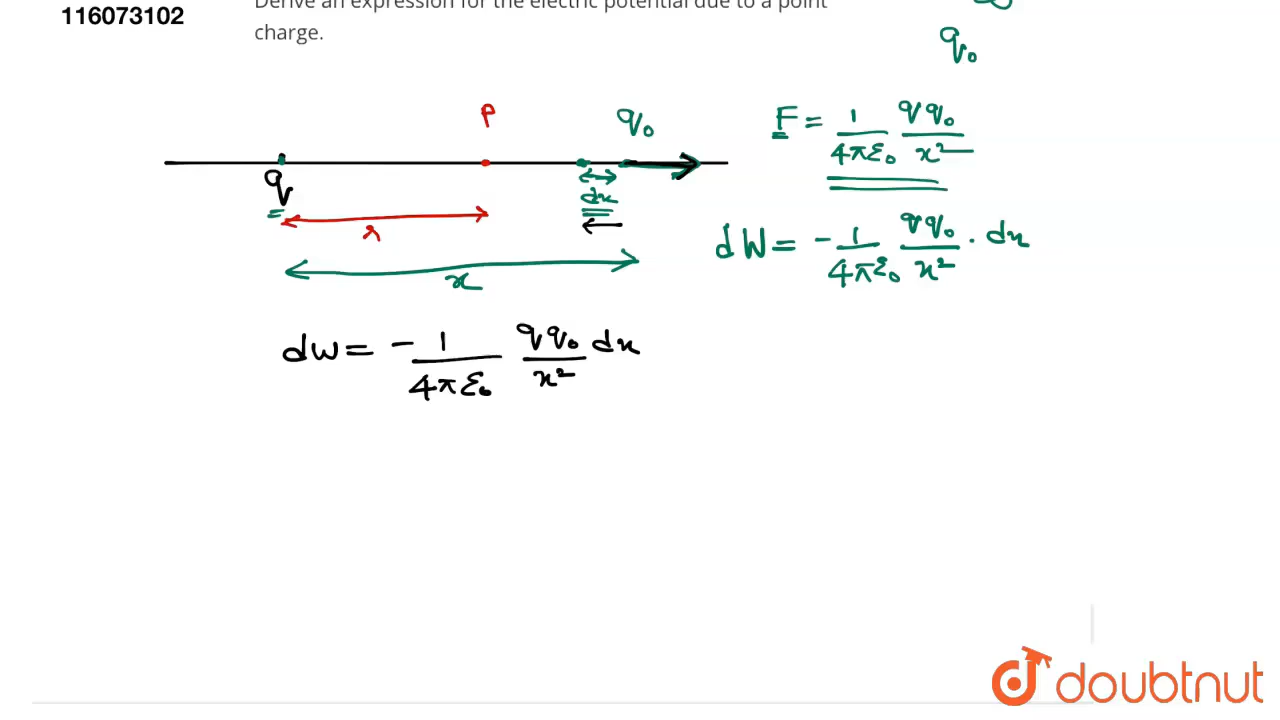 Derive an expression for the electric potential due to a point
116073102
charge.
q₀
P
q₀
F = 1/4πε₀ qq₀/x²
q
dx
r
dW = - 1/4πε₀ qq₀/x² . dx
x
dW = - 1/4πε₀ qq₀/x² dx
doubtnut